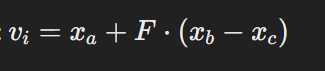 : vᵢ = xₐ + F · (x_b − x_c)